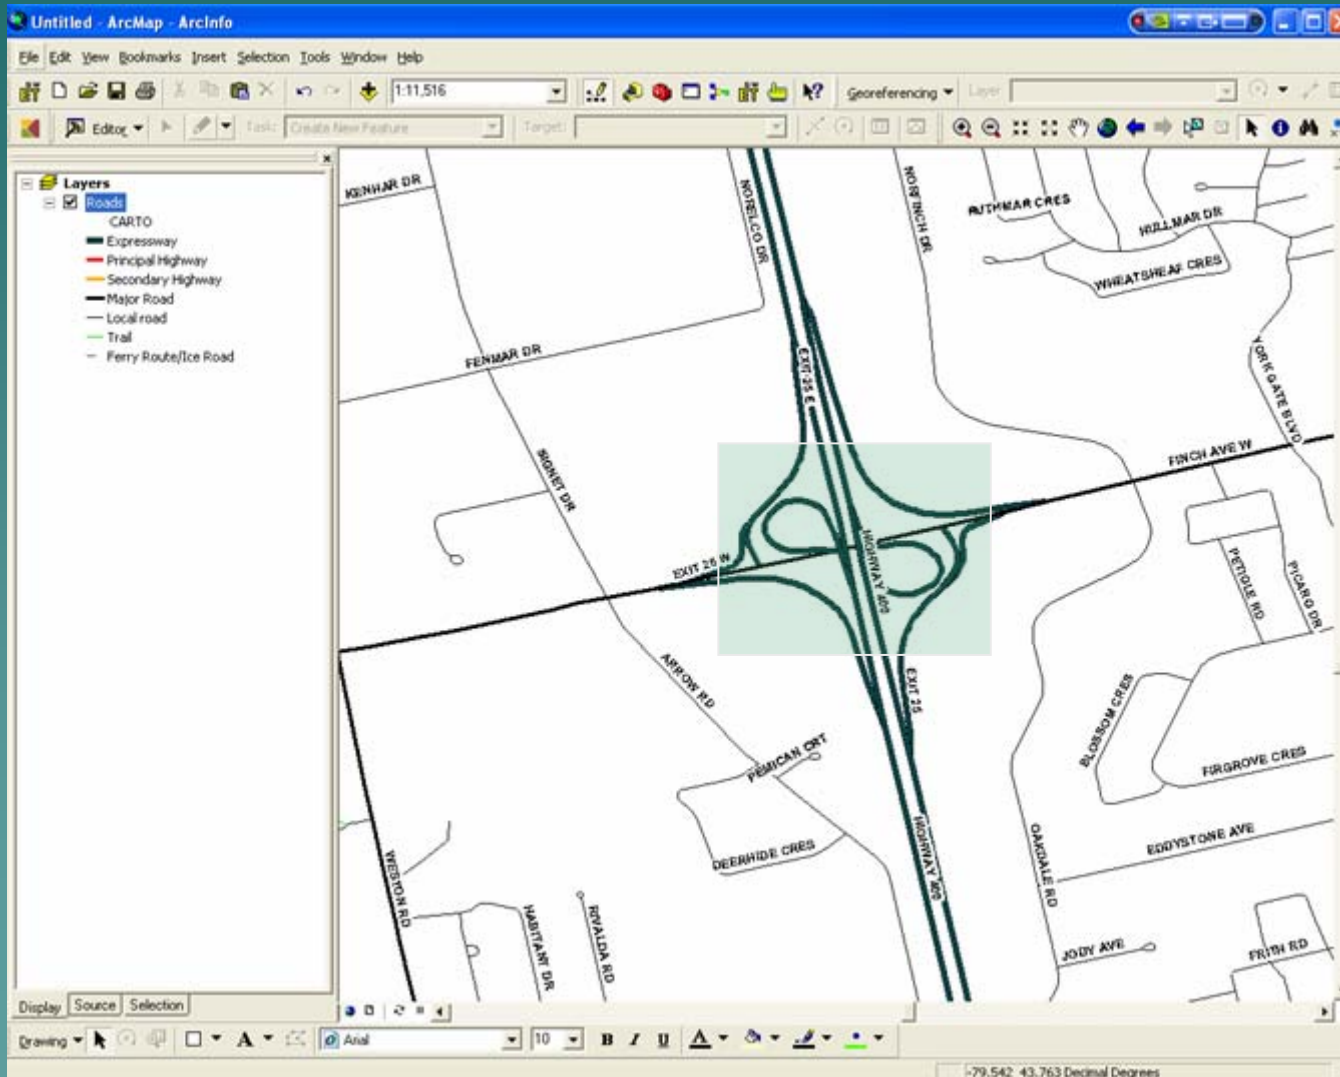 Untitled - ArcMap - ArcInfo
File Edit View Bookmarks Insert Selection Tools Window Help
1:11,516
Georeferencing
Layer
Editor
Task:
Create New Feature
Target:
Layers
Roads
CARTO
Expressway
Principal Highway
Secondary Highway
Major Road
Local road
Trail
Ferry Route/Ice Road
KENHAR DR
NORELCO DR
NORFINCH DR
RUTHMAR CRES
HULLMAR DR
WHEATSHEAF CRES
FENMAR DR
EXIT 25 E
YORK GATE BLVD
SIGNET DR
FINCH AVE W
EXIT 25 W
HIGHWAY 400
PETIOLE RD
PICARO DR
ARROW RD
EXIT 25
BLOSSOM CRES
PEMICAN CRT
FIRGROVE CRES
DEERHIDE CRES
HIGHWAY 400
OAKDALE RD
EDDYSTONE AVE
WESTON RD
HABITANT DR
RIVALDA RD
JODY AVE
FRITH RD
Display Source Selection
Drawing
A
Arial
10
B I U A
-79.542 43.763 Decimal Degrees